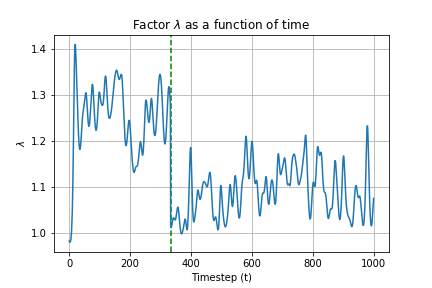 Factor λ as a function of time
1.4
1.3
1.2
1.1
1.0
λ
0 200 400 600 800 1000
Timestep (t)